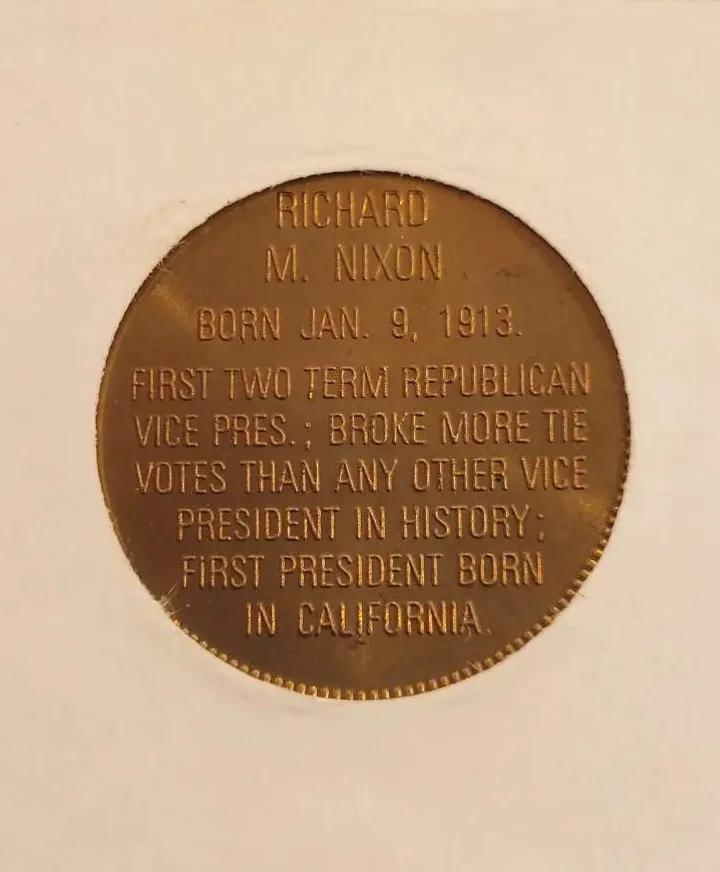 RICHARD
M. NIXON
BORN JAN. 9, 1913.
FIRST TWO TERM REPUBLICAN
VICE PRES.; BROKE MORE TIE
VOTES THAN ANY OTHER VICE
PRESIDENT IN HISTORY;
FIRST PRESIDENT BORN
IN CALIFORNIA.